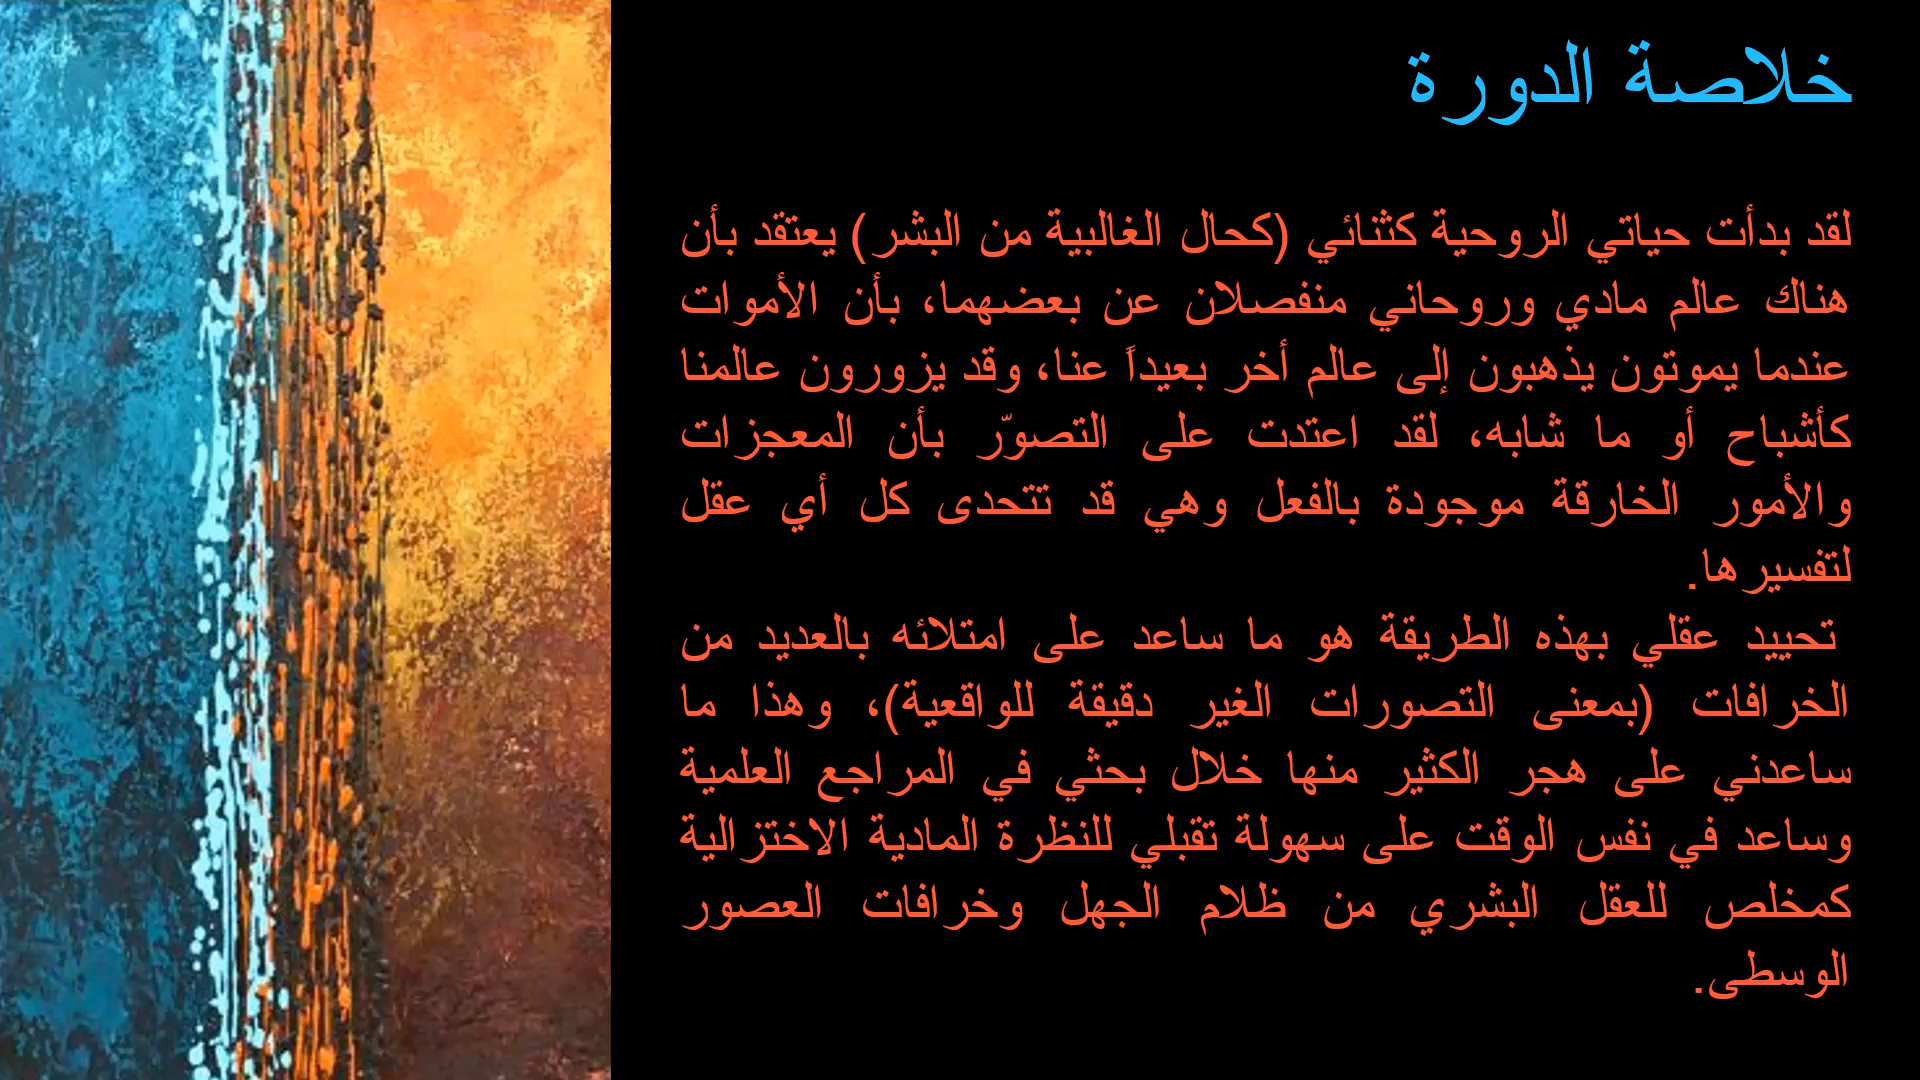 خلاصة الدورة
لقد بدأت حياتي الروحية كثنائي (كحال الغالبية من البشر) يعتقد بأن
هناك عالم مادي وروحاني منفصلان عن بعضهما، بأن الأموات
عندما يموتون يذهبون إلى عالم أخر بعيداً عنا، وقد يزورون عالمنا
كأشباح أو ما شابه، لقد اعتدت على التصوّر بأن المعجزات
والأمور الخارقة موجودة بالفعل وهي قد تتحدى كل أي عقل
لتفسيرها.
تحييد عقلي بهذه الطريقة هو ما ساعد على امتلائه بالعديد من
الخرافات (بمعنى التصورات الغير دقيقة للواقعية)، وهذا ما
ساعدني على هجر الكثير منها خلال بحثي في المراجع العلمية
وساعد في نفس الوقت على سهولة تقبلي للنظرة المادية الاختزالية
كمخلص للعقل البشري من ظلام الجهل وخرافات العصور
الوسطى.